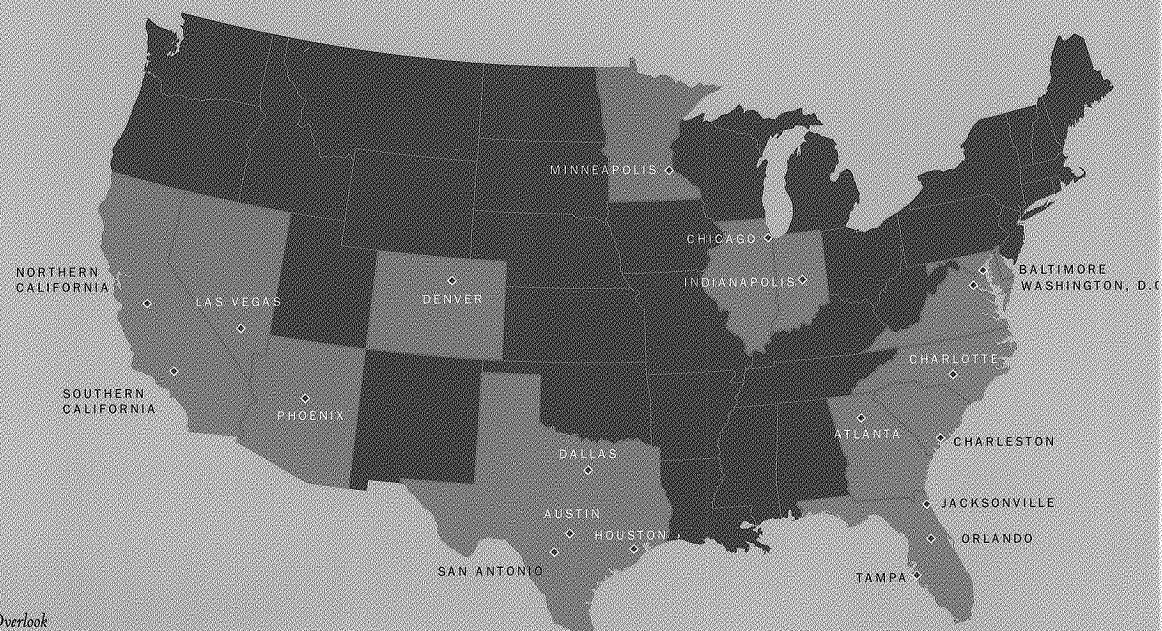 MINNEAPOLIS
CHICAGO
INDIANAPOLIS
NORTHERN
CALIFORNIA
LAS VEGAS
DENVER
BALTIMORE
WASHINGTON, D.C
CHARLOTTE
SOUTHERN
CALIFORNIA
PHOENIX
ATLANTA
CHARLESTON
DALLAS
JACKSONVILLE
AUSTIN
HOUSTON
ORLANDO
SAN ANTONIO
TAMPA
Overlook